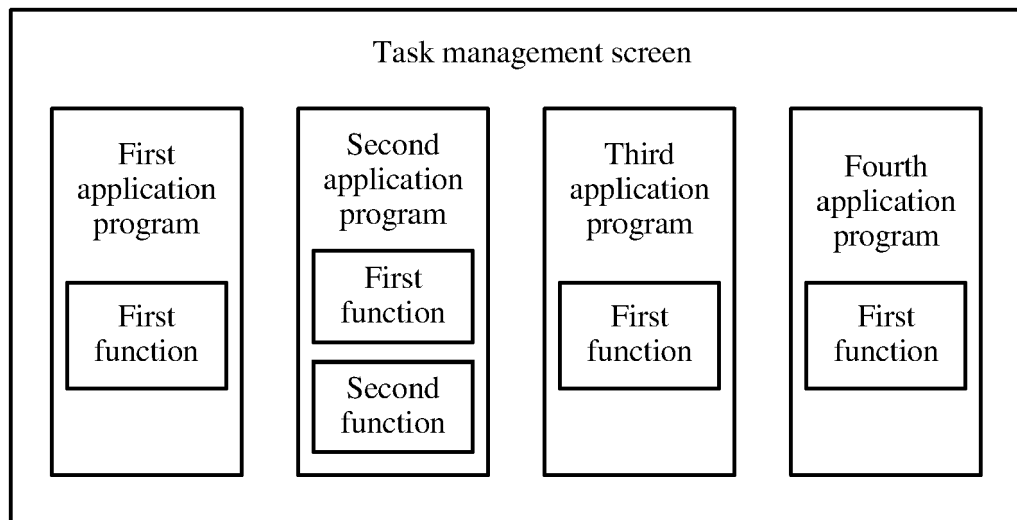 Task management screen
First
application
program
First
function
Second
application
program
First
function
Second
function
Third
application
program
First
function
Fourth
application
program
First
function